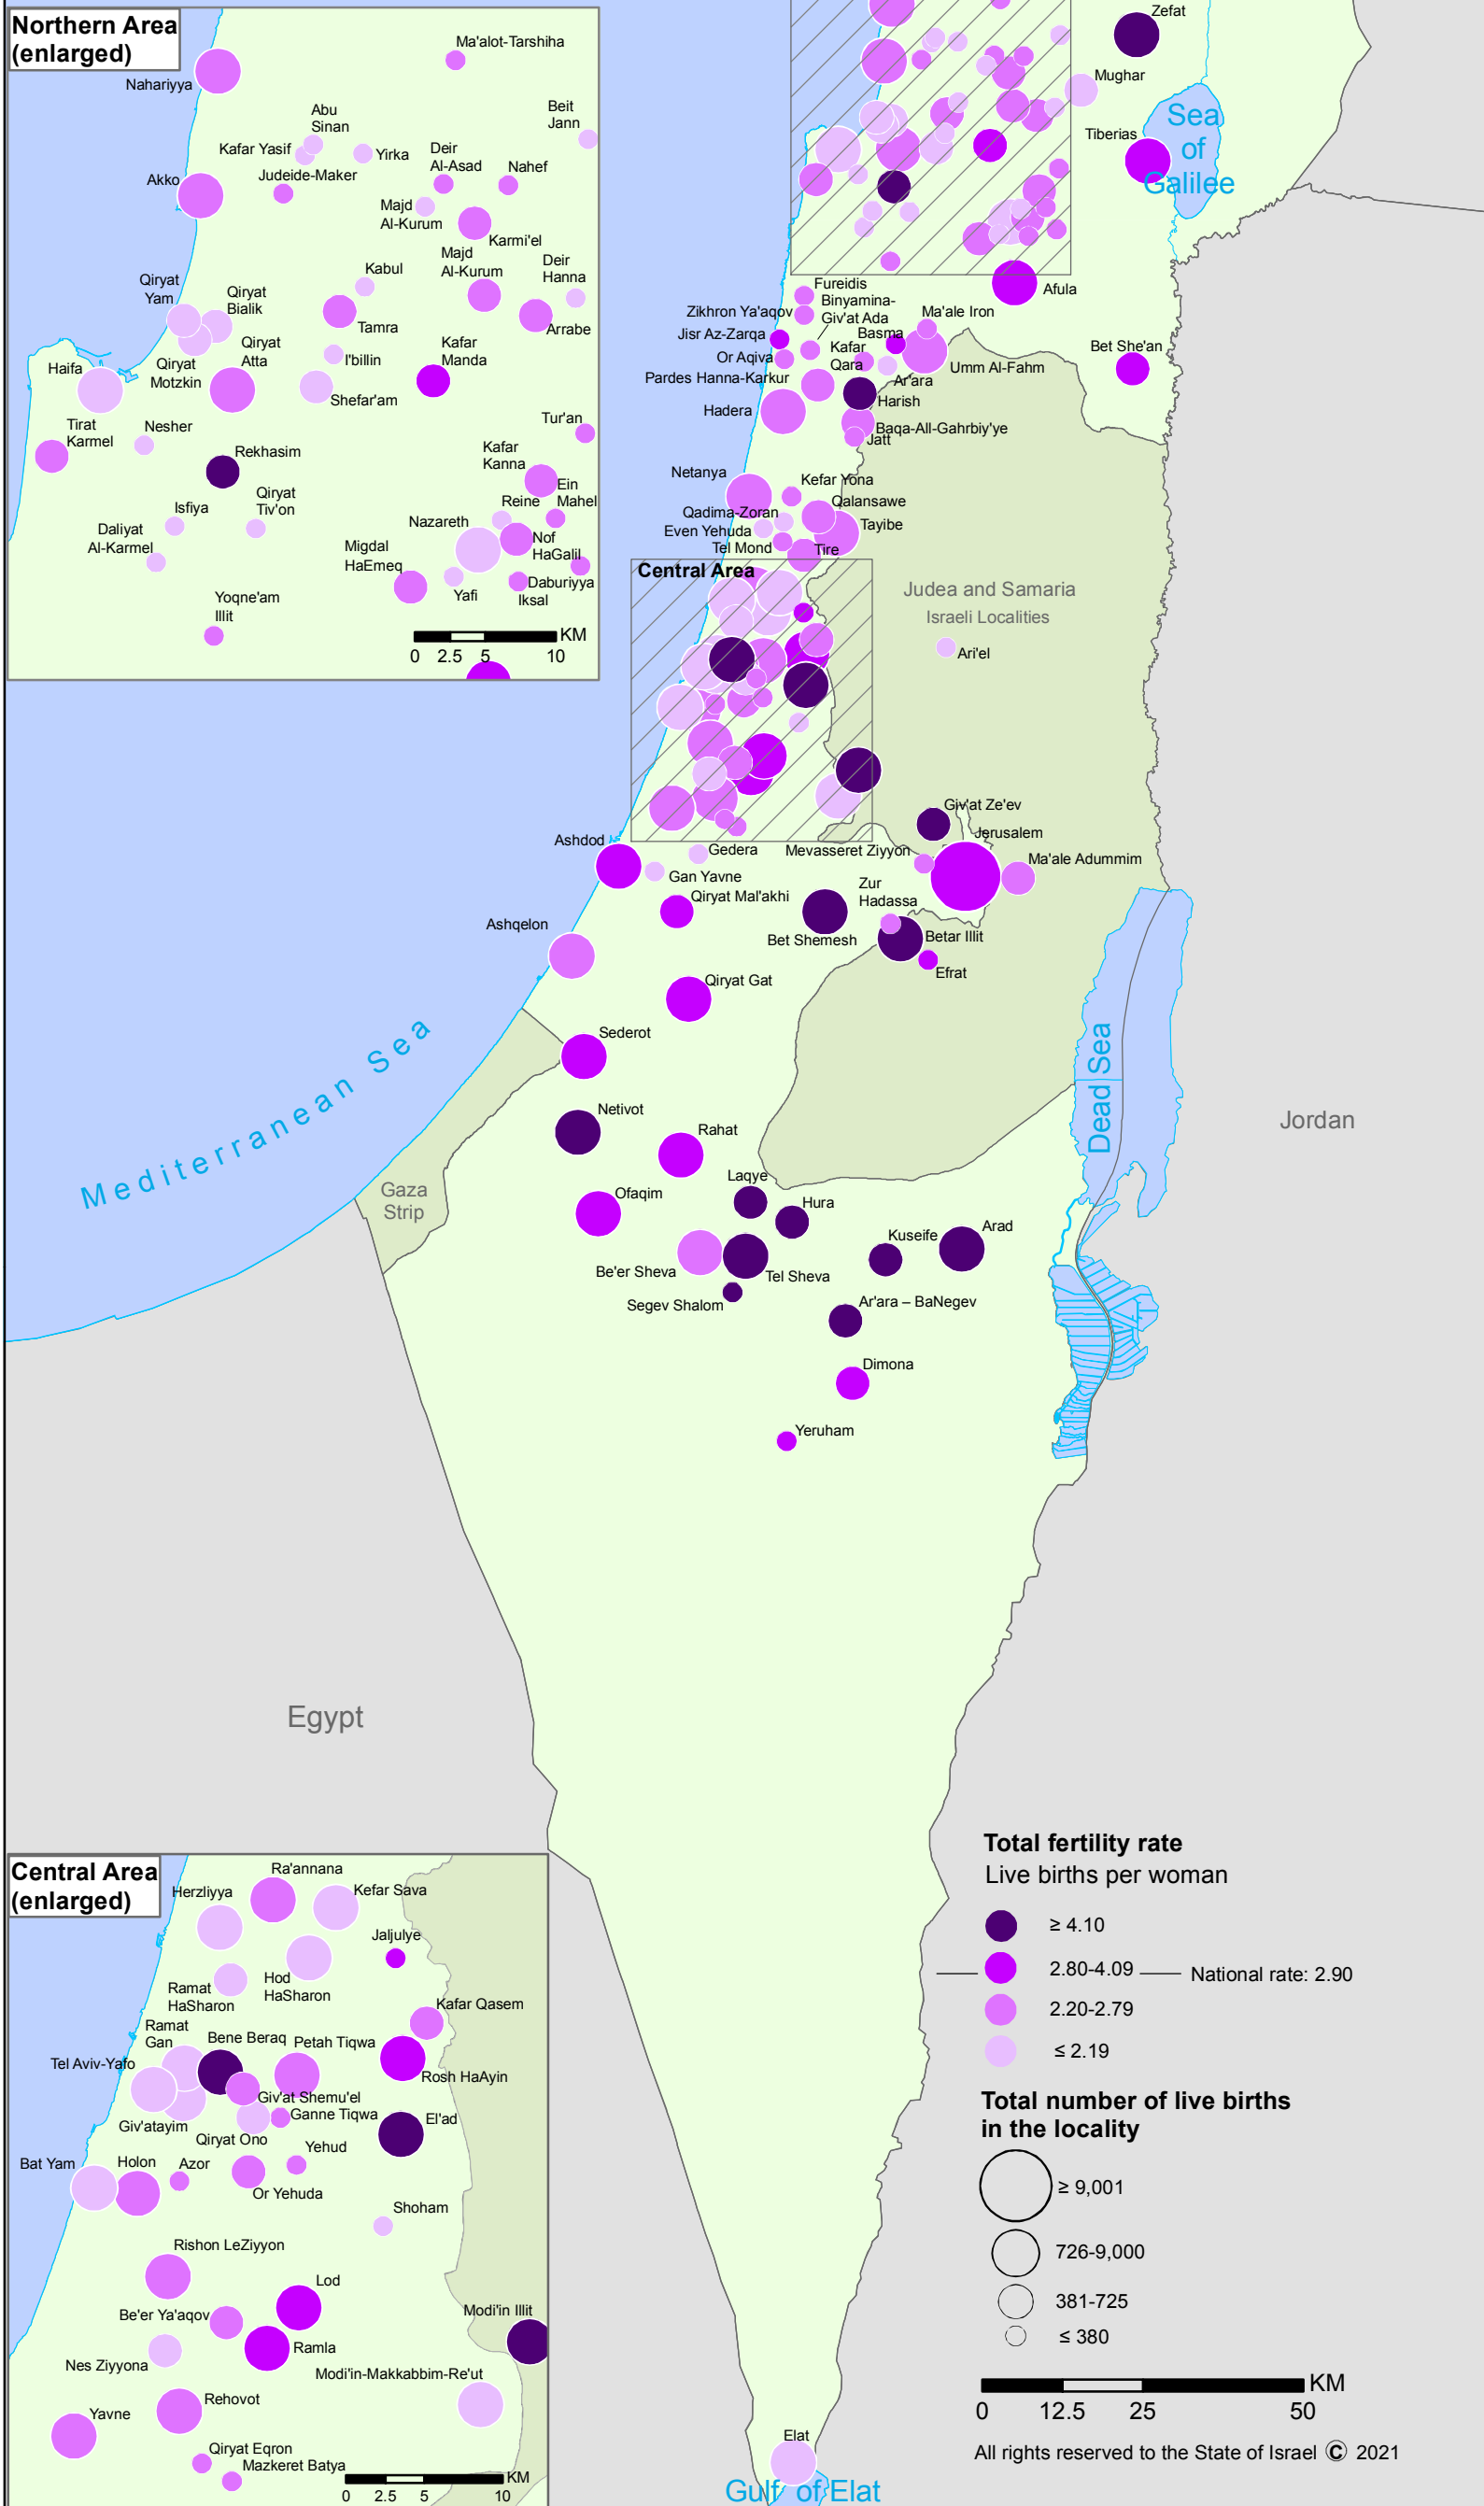 Northern Area
(enlarged)
Ma'alot-Tarshiha
Nahariyya
Abu
Sinan
Beit
Jann
Kafar Yasif
Yirka
Deir
Al-Asad
Nahef
Akko
Judeide-Maker
Majd
Al-Kurum
Karmi'el
Majd
Al-Kurum
Deir
Hanna
Kabul
Qiryat
Yam
Qiryat
Bialik
Tamra
Arrabe
Qiryat
Motzkin
Qiryat
Atta
I'billin
Kafar
Manda
Haifa
Shefar'am
Tirat
Karmel
Nesher
Tur'an
Rekhasim
Kafar
Kanna
Ein
Mahel
Isfiya
Qiryat
Tiv'on
Reine
Nazareth
Daliyat
Al-Karmel
Nof
HaGalil
Migdal
HaEmeq
Daburiyya
Yafi
Iksal
Yoqne'am
Illit
KM
0 2.5 5 10
Zefat
Mughar
Sea
of
Galilee
Tiberias
Afula
Fureidis
Zikhron Ya'aqov
Binyamina-
Giv'at Ada
Ma'ale Iron
Jisr Az-Zarqa
Basma
Or Aqiva
Kafar
Qara
Umm Al-Fahm
Bet She'an
Pardes Hanna-Karkur
Ar'ara
Harish
Hadera
Baqa-All-Gahrbiy'ye
Jatt
Netanya
Kefar Yona
Qalansawe
Qadima-Zoran
Tayibe
Even Yehuda
Tel Mond
Tire
Central Area
Judea and Samaria
Israeli Localities
Ari'el
Giv'at Ze'ev
Jerusalem
Ashdod
Gedera
Mevasseret Ziyyon
Ma'ale Adummim
Gan Yavne
Qiryat Mal'akhi
Zur
Hadassa
Bet Shemesh
Betar Illit
Ashqelon
Efrat
Qiryat Gat
Sederot
Mediterranean Sea
Dead Sea
Netivot
Rahat
Jordan
Gaza
Strip
Laqye
Ofaqim
Hura
Kuseife
Arad
Be'er Sheva
Tel Sheva
Segev Shalom
Ar'ara – BaNegev
Dimona
Yeruham
Egypt
Central Area
(enlarged)
Ra'annana
Herzliyya
Kefar Sava
Jaljulye
Ramat
HaSharon
Hod
HaSharon
Kafar Qasem
Ramat
Gan
Bene Beraq
Petah Tiqwa
Tel Aviv-Yafo
Rosh HaAyin
Giv'at Shemu'el
Giv'atayim
Ganne Tiqwa
El'ad
Qiryat Ono
Yehud
Bat Yam
Holon
Azor
Or Yehuda
Shoham
Rishon LeZiyyon
Lod
Be'er Ya'aqov
Modi'in Illit
Ramla
Nes Ziyyona
Modi'in-Makkabbim-Re'ut
Rehovot
Yavne
Qiryat Eqron
Mazkeret Batya
KM
0 2.5 5 10
Total fertility rate
Live births per woman
≥ 4.10
2.80-4.09
National rate: 2.90
2.20-2.79
≤ 2.19
Total number of live births
in the locality
≥ 9,001
726-9,000
381-725
≤ 380
KM
0 12.5 25 50
All rights reserved to the State of Israel © 2021
Elat
Gulf of Elat